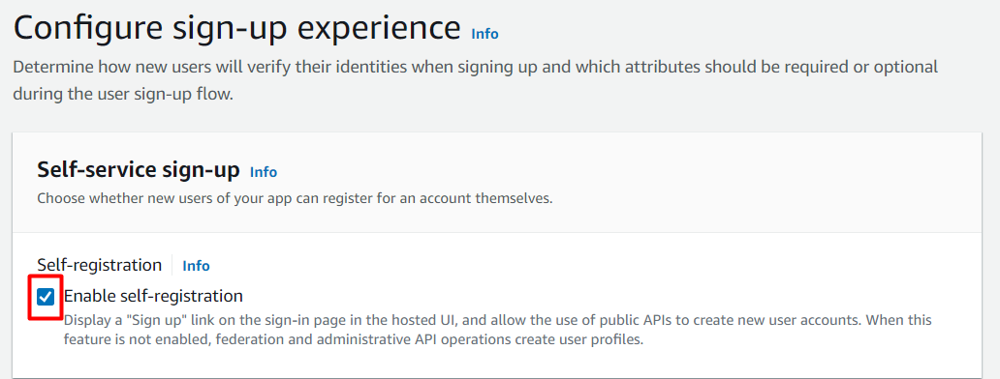 Configure sign-up experience Info
Determine how new users will verify their identities when signing up and which attributes should be required or optional
during the user sign-up flow.
Self-service sign-up Info
Choose whether new users of your app can register for an account themselves.
Self-registration Info
Enable self-registration
Display a "Sign up" link on the sign-in page in the hosted UI, and allow the use of public APIs to create new user accounts. When this
feature is not enabled, federation and administrative API operations create user profiles.